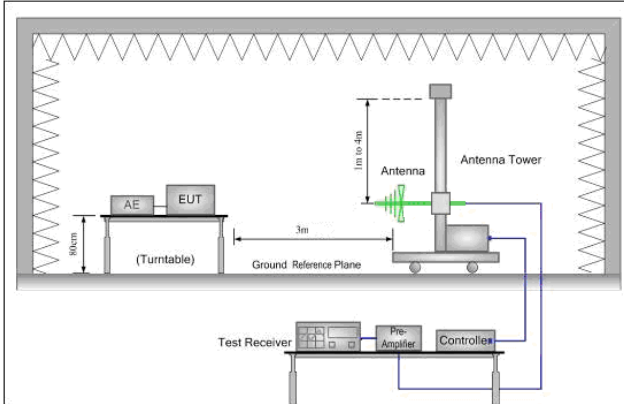 1m to 4m
Antenna
Antenna Tower
AE
EUT
80cm
(Turntable)
3m
Ground Reference Plane
Test Receiver
Pre-
Amplifier
Controller